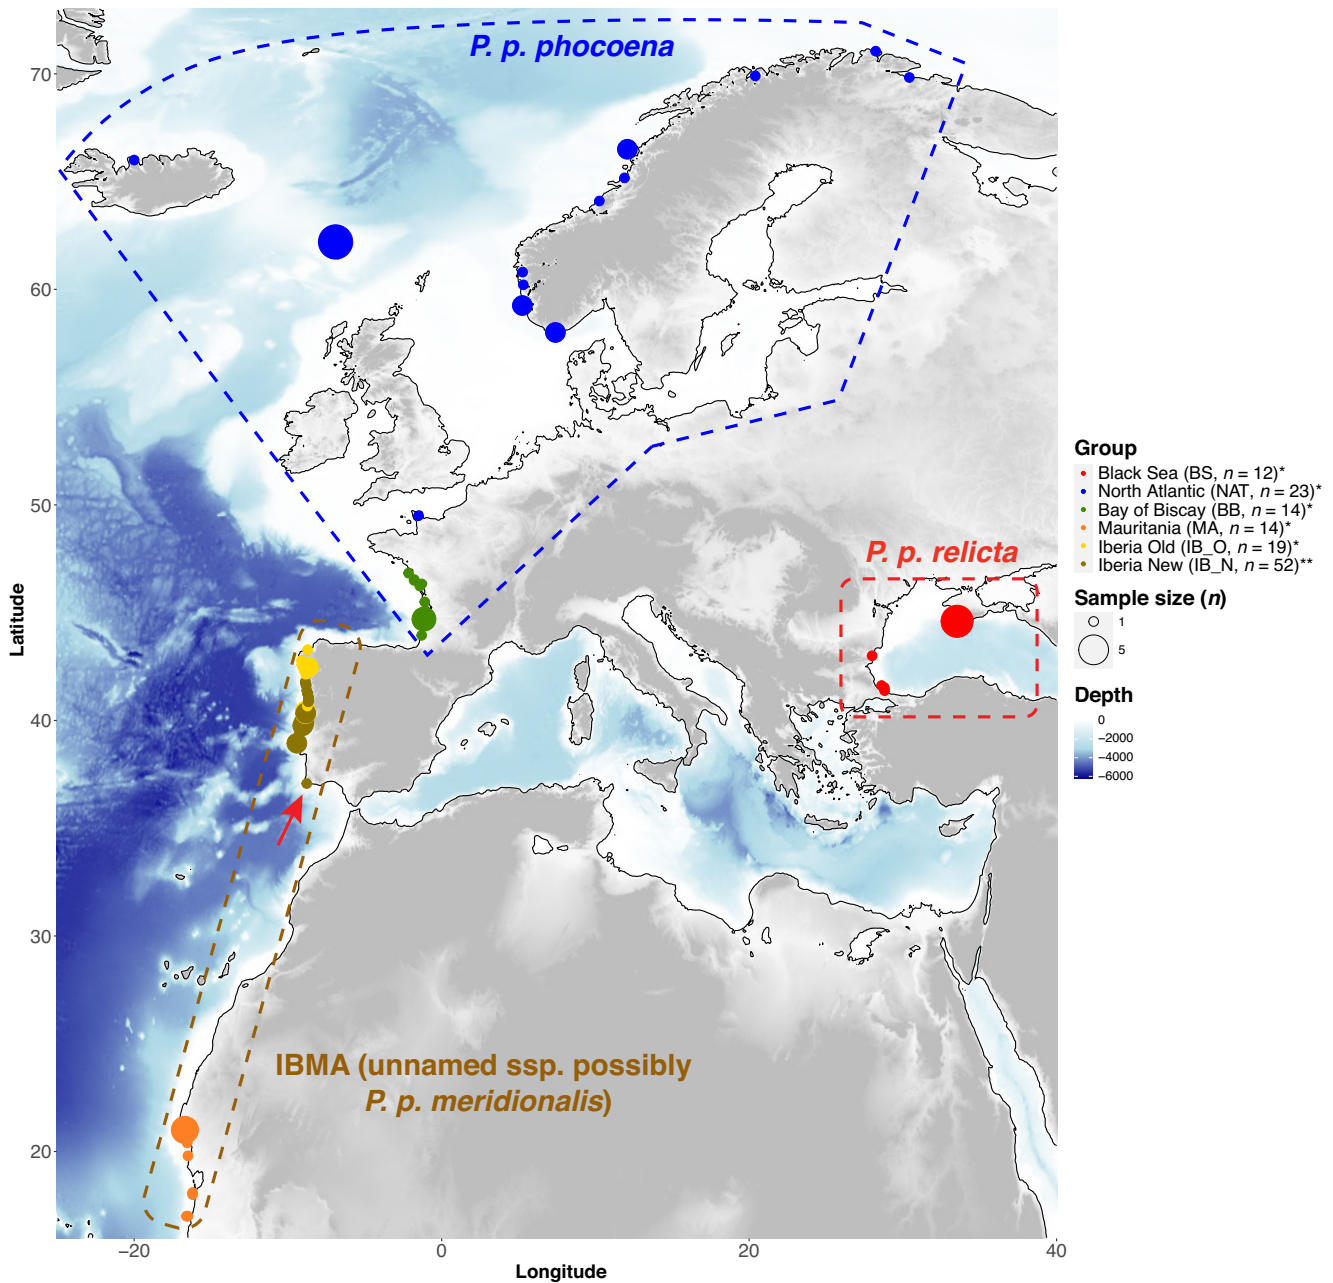 P. p. phocoena
70
60
50
40
30
20
Latitude
P. p. relicta
IBMA (unnamed ssp. possibly
P. p. meridionalis)
−20
0
20
40
Longitude
Group
Black Sea (BS, n = 12)*
North Atlantic (NAT, n = 23)*
Bay of Biscay (BB, n = 14)*
Mauritania (MA, n = 14)*
Iberia Old (IB_O, n = 19)*
Iberia New (IB_N, n = 52)**
Sample size (n)
1
5
Depth
0
−2000
−4000
−6000